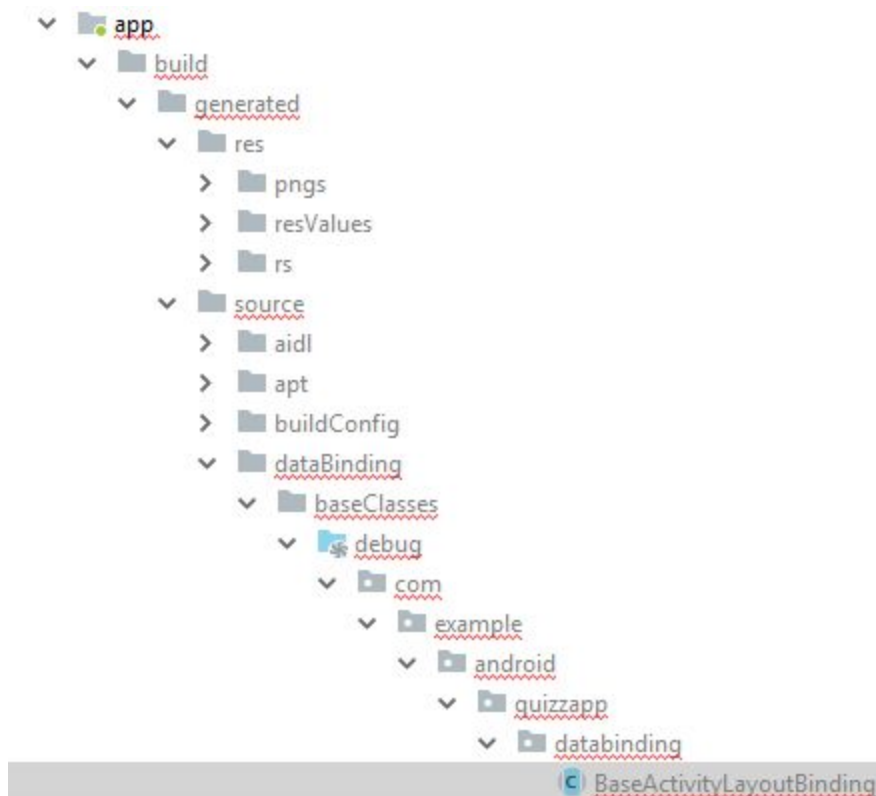 app
build
generated
res
pngs
resValues
rs
source
aidl
apt
buildConfig
dataBinding
baseClasses
debug
com
example
android
quizzapp
databinding
BaseActivityLayoutBinding